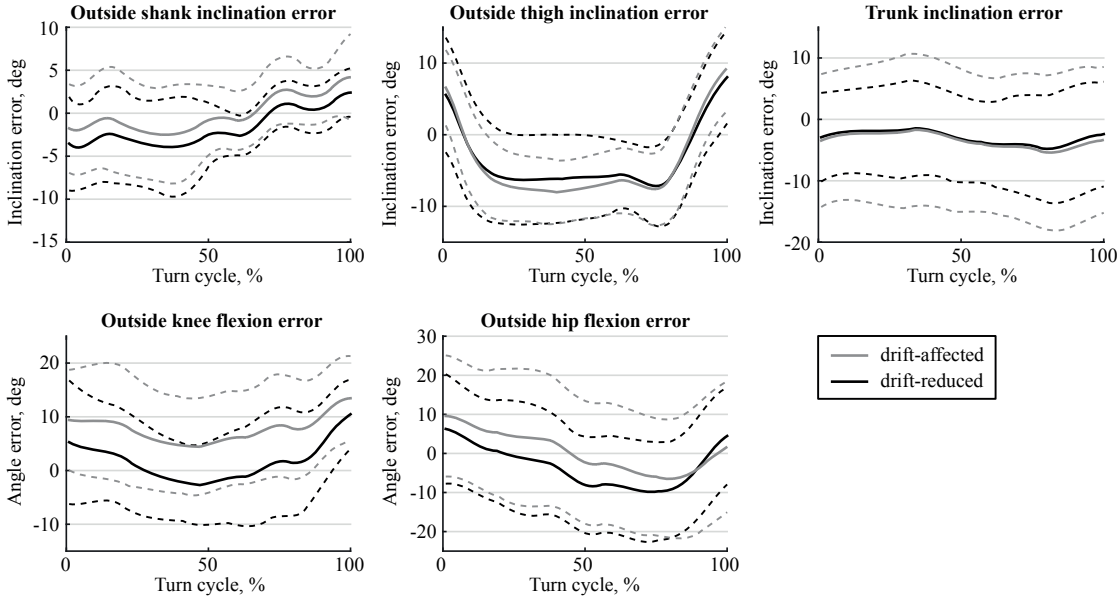 Outside shank inclination error
10
5
0
-5
-10
-15
Inclination error, deg
0
50
100
Turn cycle, %
Outside thigh inclination error
10
0
-10
Inclination error, deg
0
50
100
Turn cycle, %
Trunk inclination error
10
0
-10
-20
Inclination error, deg
0
50
100
Turn cycle, %
Outside knee flexion error
20
10
0
-10
Angle error, deg
0
50
100
Turn cycle, %
Outside hip flexion error
30
20
10
0
-10
-20
Angle error, deg
0
50
100
Turn cycle, %
drift-affected
drift-reduced